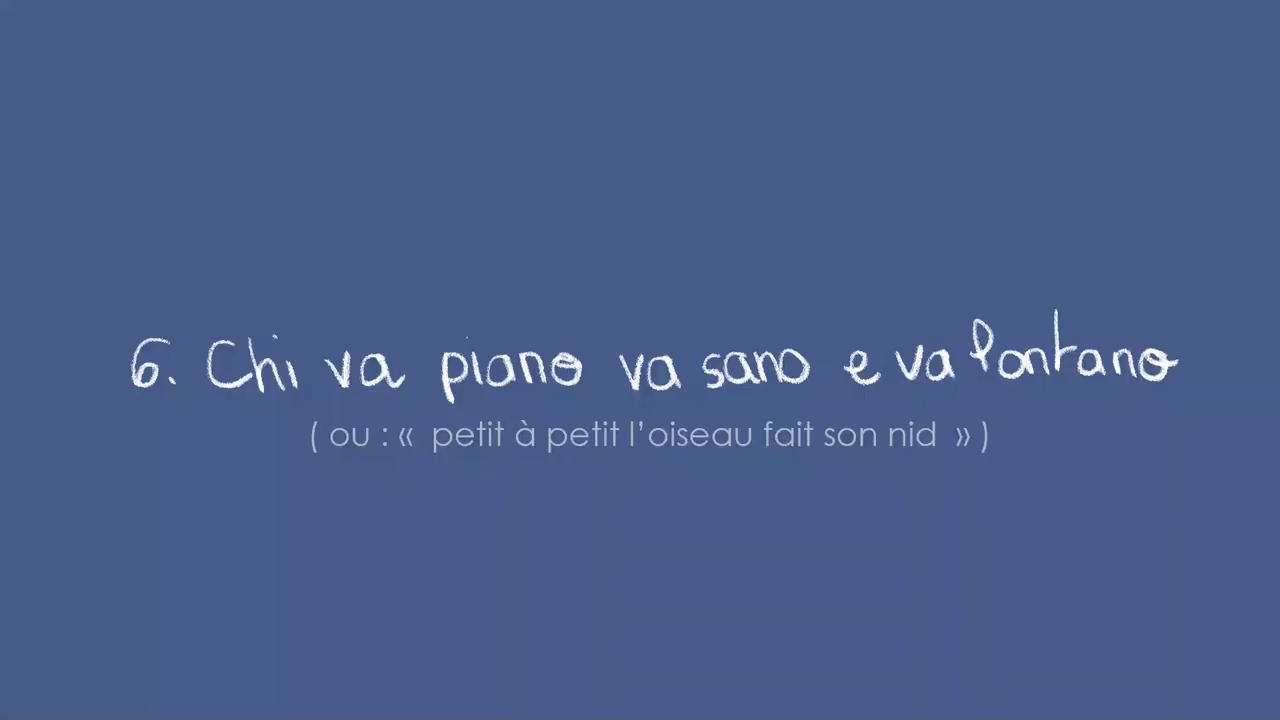 6. Chi va piano va sano e va lontano
( ou : «  petit à petit l’oiseau fait son nid  » )